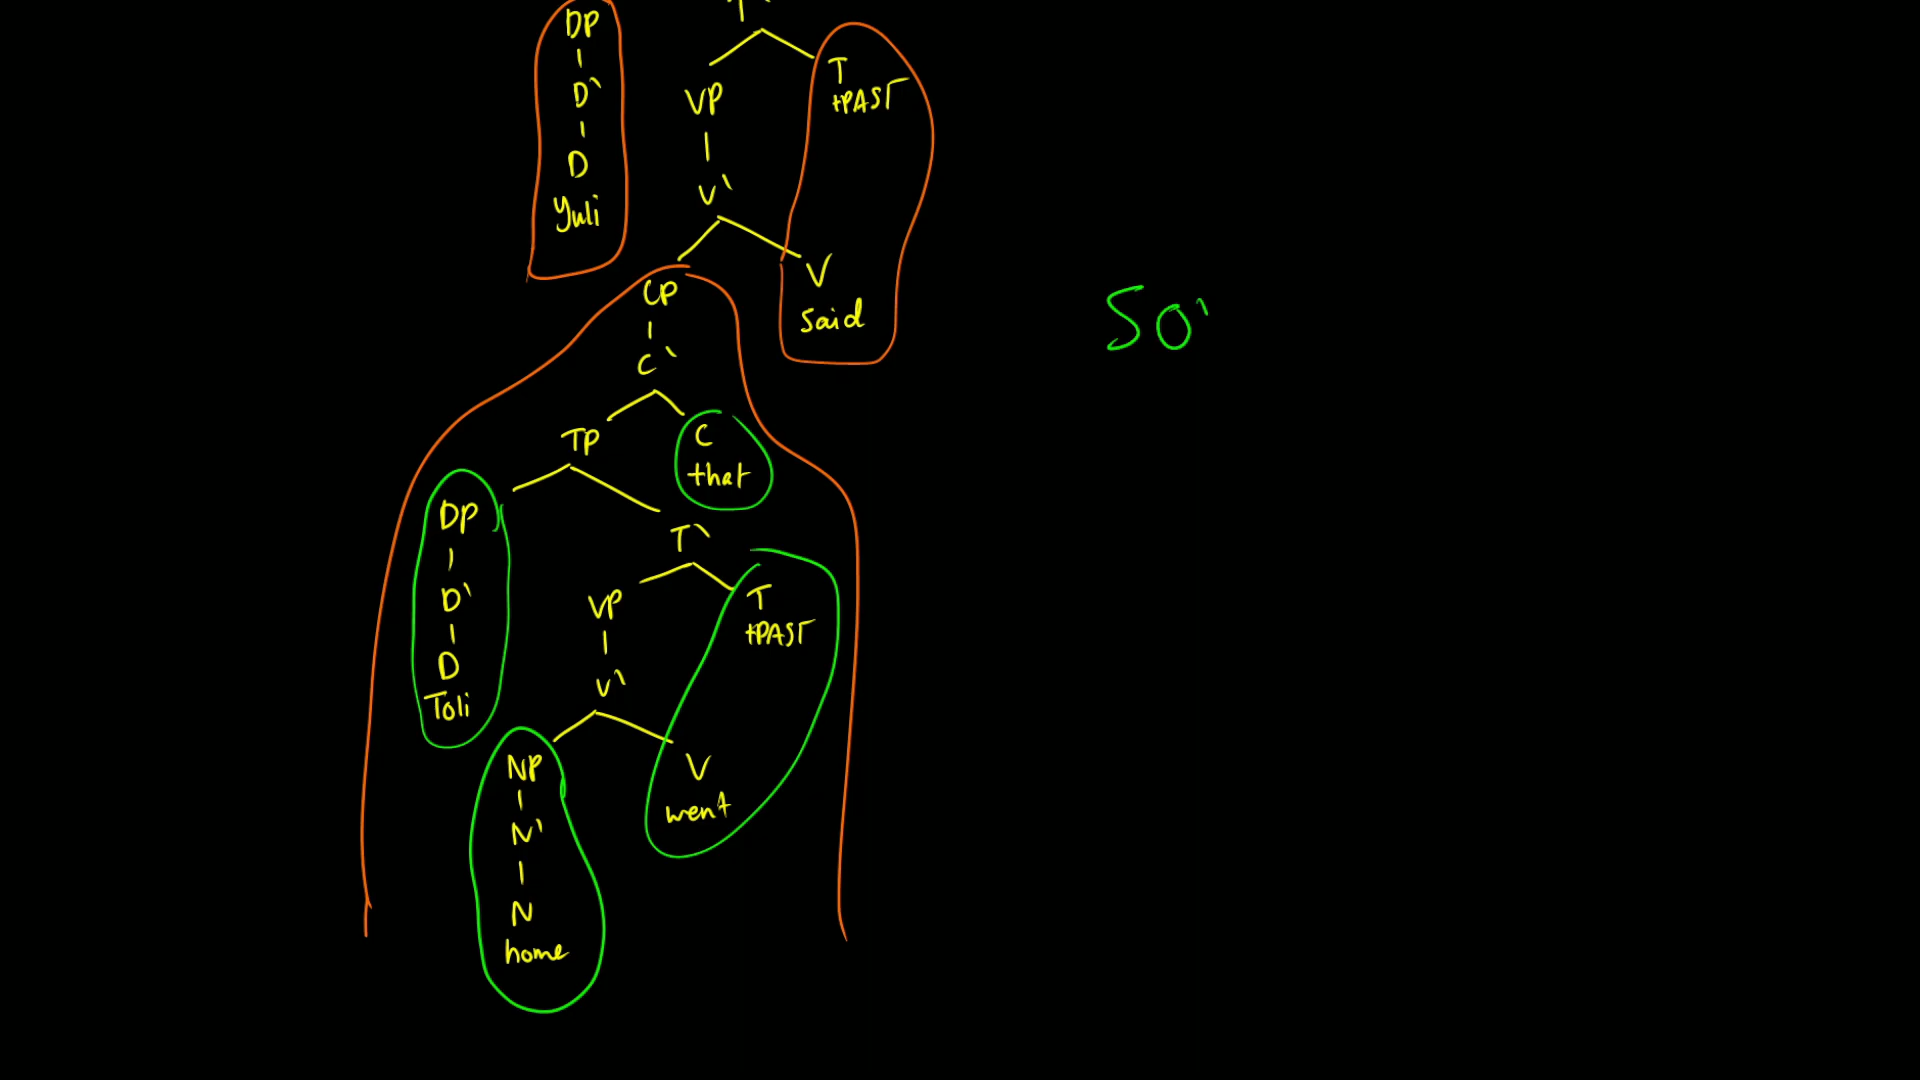 DP
T'
D'
T
+PAST
VP
D
V'
Yuli
V
said
CP
C'
SO
C
that
TP
DP
T'
D'
VP
T
+PAST
D
V'
Toli
NP
V
went
N'
N
home